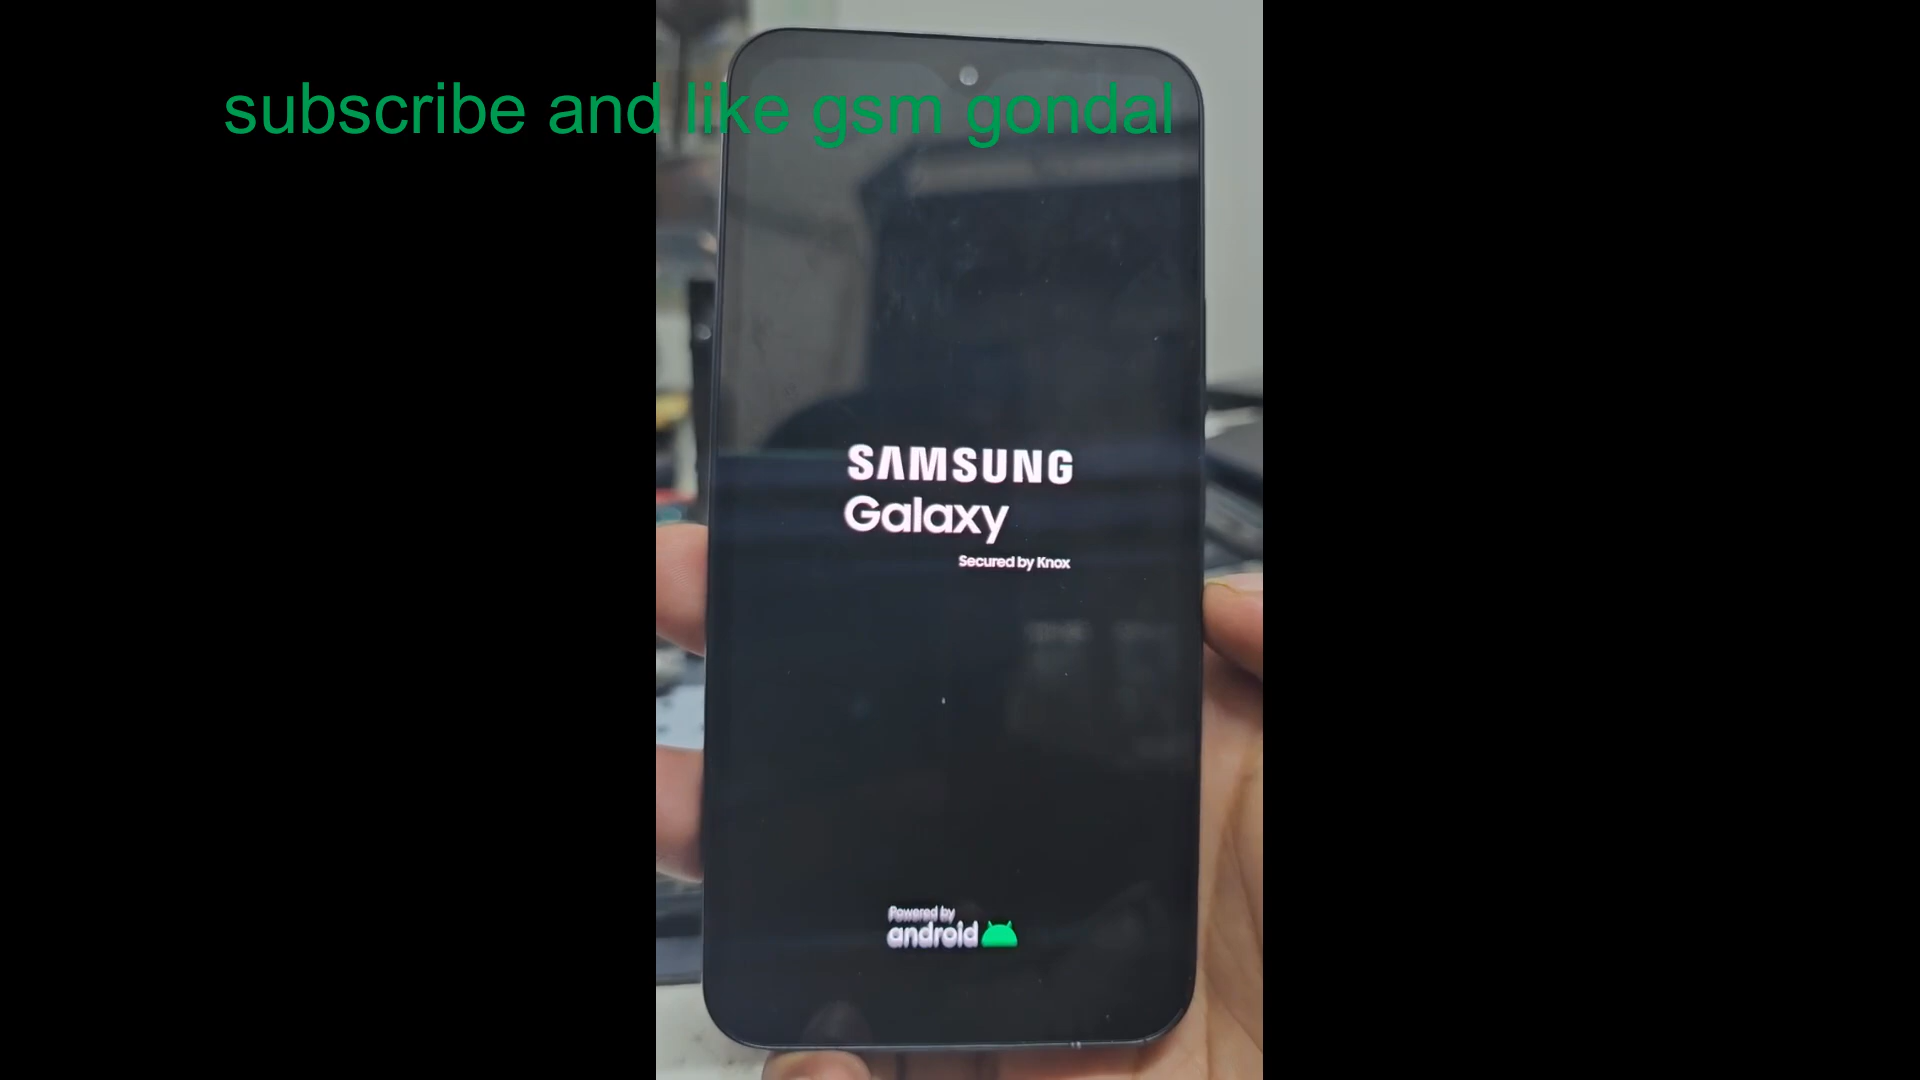 subscribe and like gsm gondal
SAMSUNG
Galaxy
Secured by Knox
Powered by
android